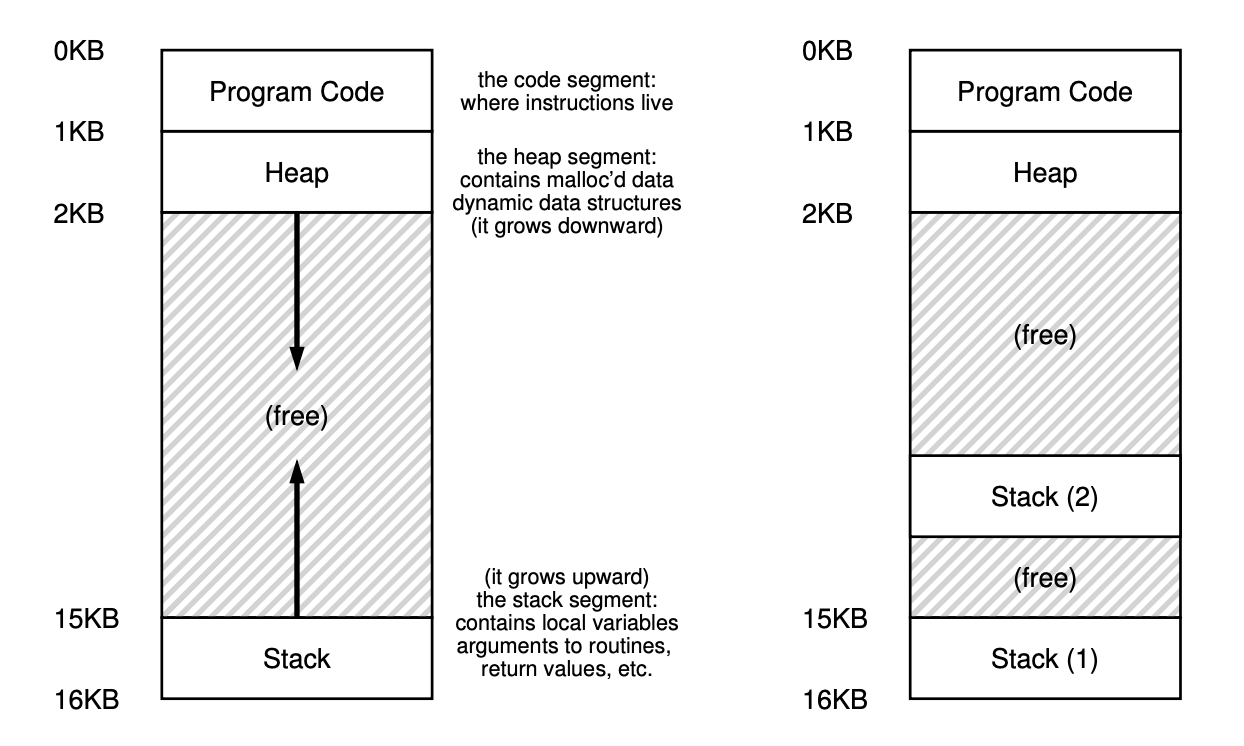 0KB
Program Code
the code segment:
where instructions live
1KB
Heap
the heap segment:
contains malloc'd data
dynamic data structures
(it grows downward)
2KB
(free)
(it grows upward)
the stack segment:
contains local variables
arguments to routines,
return values, etc.
15KB
Stack
16KB
0KB
Program Code
1KB
Heap
2KB
(free)
Stack (2)
(free)
15KB
Stack (1)
16KB